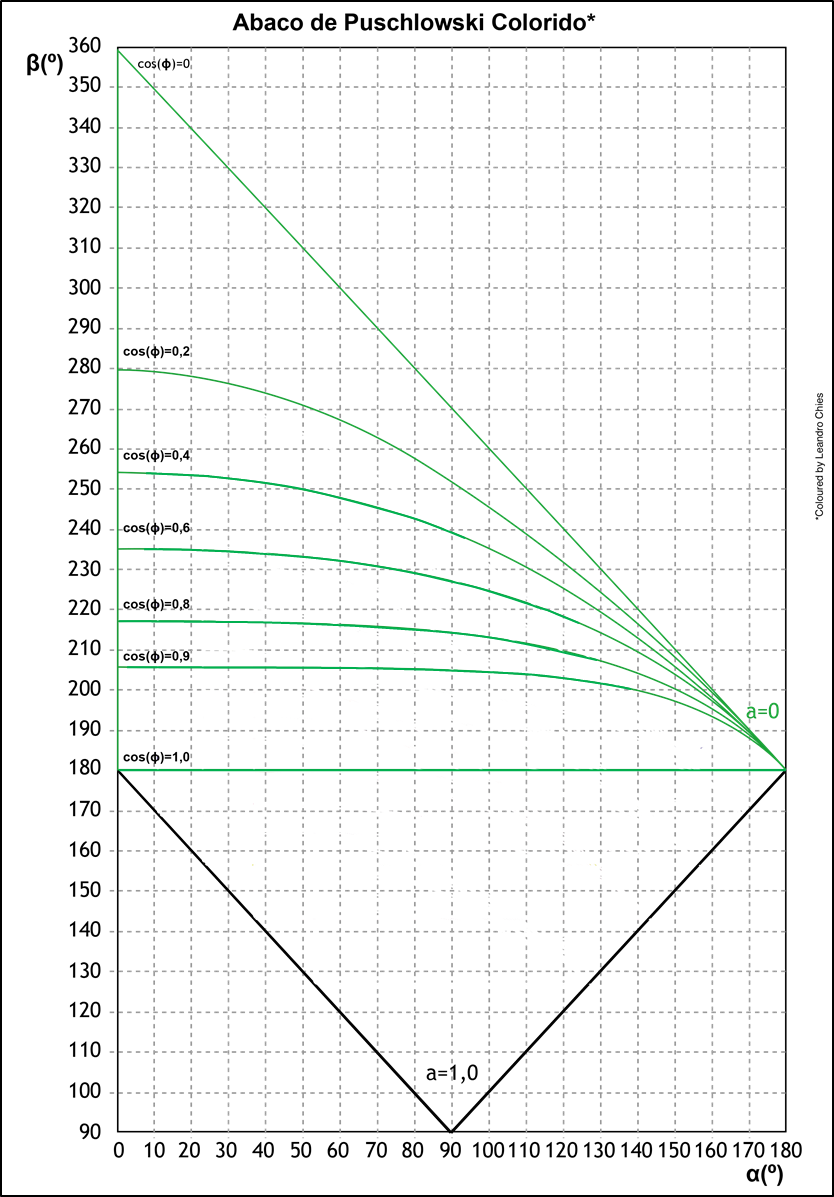 Abaco de Puschlowski Colorido*
β(º)
360
350
340
330
320
310
300
290
280
270
260
250
240
230
220
210
200
190
180
170
160
150
140
130
120
110
100
90
cos(ϕ)=0
cos(ϕ)=0,2
cos(ϕ)=0,4
cos(ϕ)=0,6
cos(ϕ)=0,8
cos(ϕ)=0,9
a=0
cos(ϕ)=1,0
a=1,0
0 10 20 30 40 50 60 70 80 90 100 110 120 130 140 150 160 170 180
α(º)
*Coloured by Leandro Chies